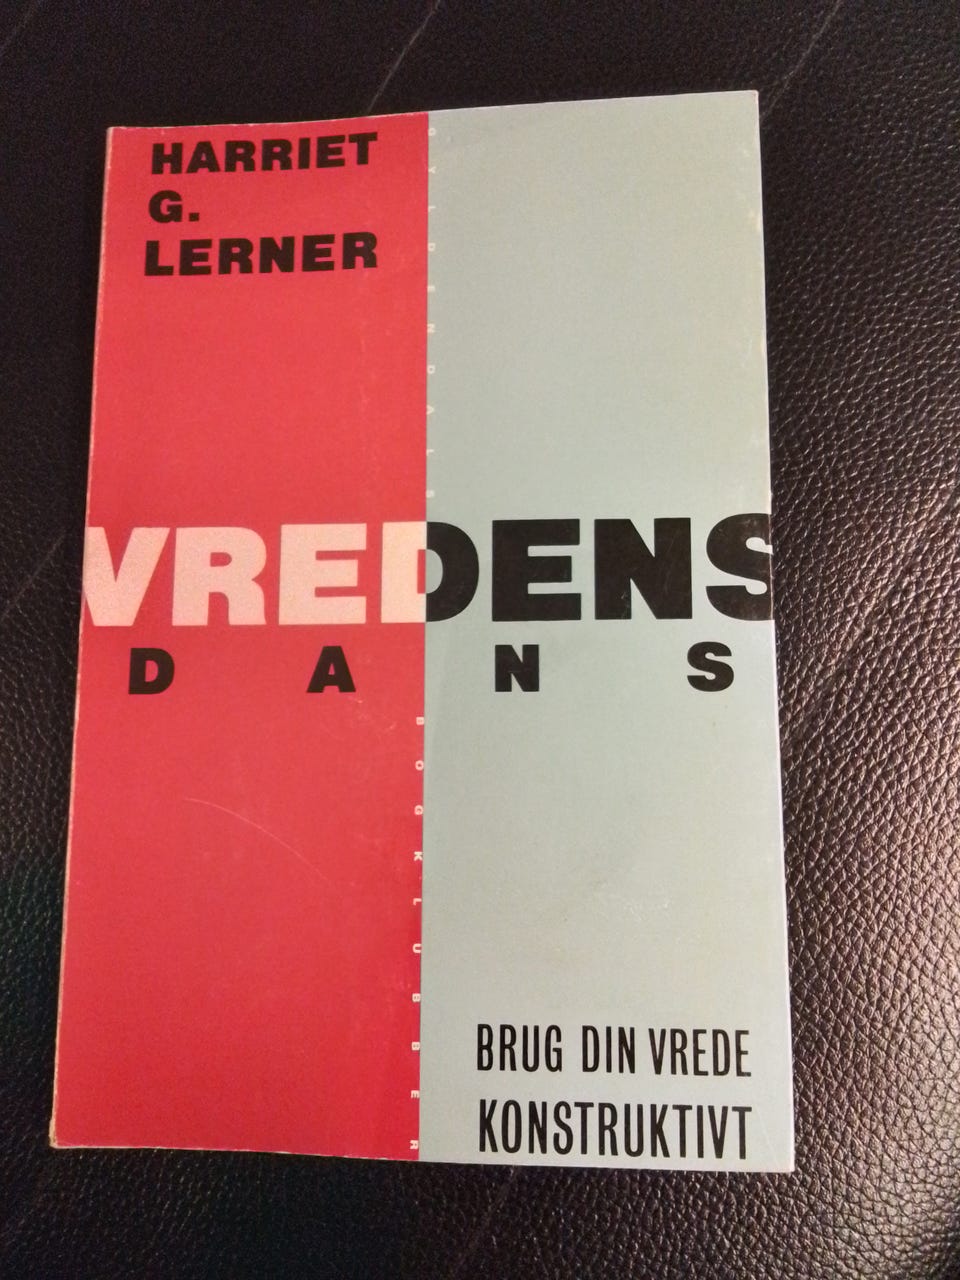 HARRIET
G.
LERNER
GYLDENDALS
VREDENS
DANS
BOGKLUBBER
BRUG DIN VREDE
KONSTRUKTIVT